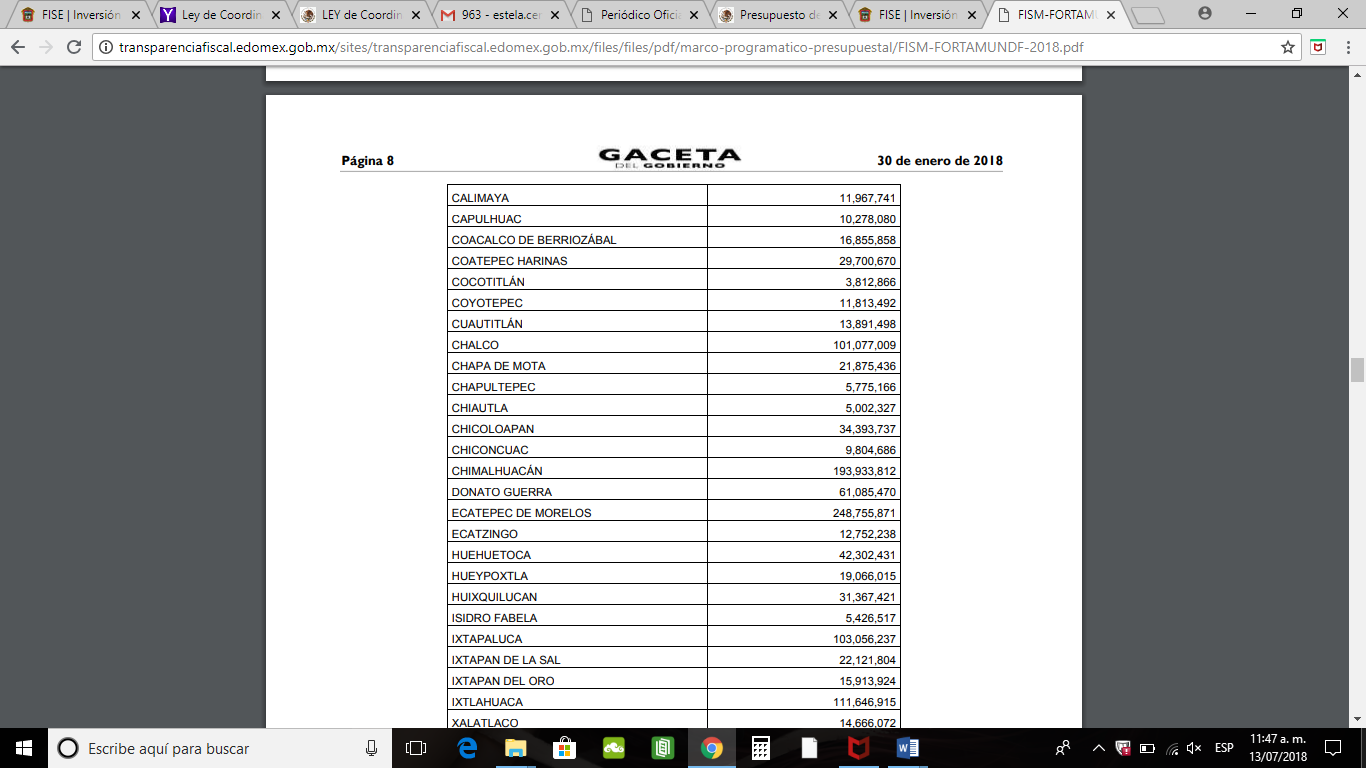 FISE | Inversión
Ley de Coordin
LEY de Coordin
963 - estela.cer
Periódico Oficia
Presupuesto de
FISE | Inversión
FISM-FORTAMU
transparenciafiscal.edomex.gob.mx/sites/transparenciafiscal.edomex.gob.mx/files/files/pdf/marco-programatico-presupuestal/FISM-FORTAMUNDF-2018.pdf
Página 8 GACETA DEL GOBIERNO 30 de enero de 2018
CALIMAYA 11,967,741
CAPULHUAC 10,278,080
COACALCO DE BERRIOZÁBAL 16,855,858
COATEPEC HARINAS 29,700,670
COCOTITLÁN 3,812,866
COYOTEPEC 11,813,492
CUAUTITLÁN 13,891,498
CHALCO 101,077,009
CHAPA DE MOTA 21,875,436
CHAPULTEPEC 5,775,166
CHIAUTLA 5,002,327
CHICOLOAPAN 34,393,737
CHICONCUAC 9,804,686
CHIMALHUACÁN 193,933,812
DONATO GUERRA 61,085,470
ECATEPEC DE MORELOS 248,755,871
ECATZINGO 12,752,238
HUEHUETOCA 42,302,431
HUEYPOXTLA 19,066,015
HUIXQUILUCAN 31,367,421
ISIDRO FABELA 5,426,517
IXTAPALUCA 103,056,237
IXTAPAN DE LA SAL 22,121,804
IXTAPAN DEL ORO 15,913,924
IXTLAHUACA 111,646,915
XALATLACO 14,666,072
Escribe aquí para buscar
ESP
11:47 a. m.
13/07/2018